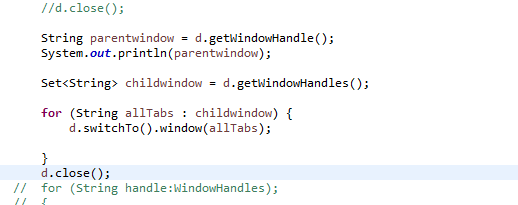 //d.close();
String parentwindow = d.getWindowHandle();
System.out.println(parentwindow);
Set<String> childwindow = d.getWindowHandles();
for (String allTabs : childwindow) {
d.switchTo().window(allTabs);
}
d.close();
// for (String handle:WindowHandles);
// {